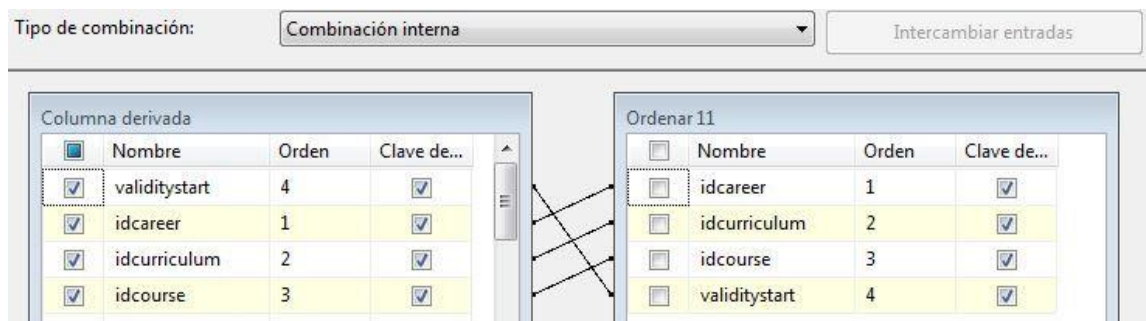 Tipo de combinación: Combinación interna Intercambiar entradas
Columna derivada Ordenar 11
Nombre Orden Clave de... Nombre Orden Clave de...
validitystart 4 idcareer 1
idcareer 1 idcurriculum 2
idcurriculum 2 idcourse 3
idcourse 3 validitystart 4